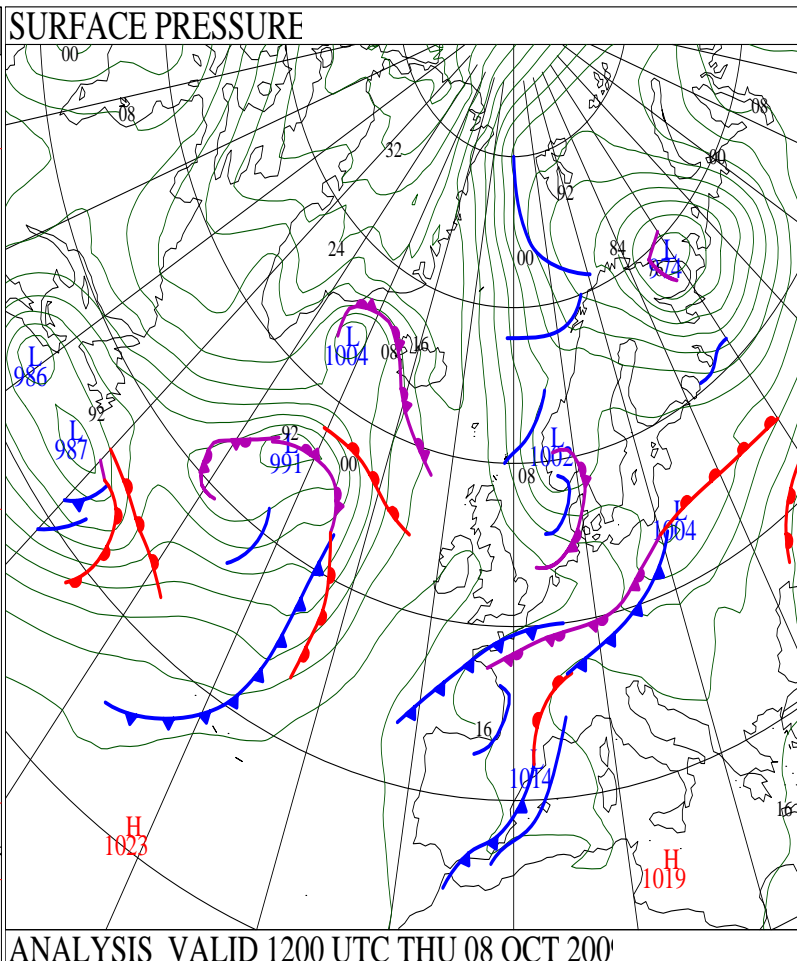 SURFACE PRESSURE
00
08
08
32
00
92
24
00
84
L
974
L
1004
08
16
L
986
92
L
987
92
L
991
00
L
1002
08
L
1004
16
L
1014
16
H
1023
H
1019
ANALYSIS VALID 1200 UTC THU 08 OCT 200